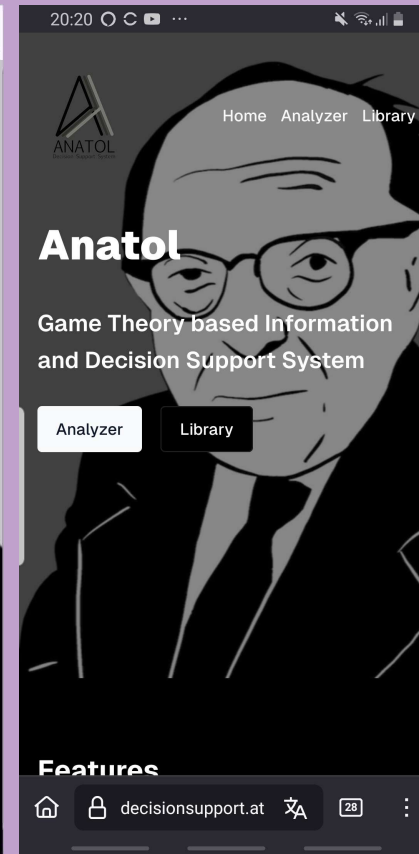 20:20
Home Analyzer Library
ANATOL
Decision Support System
Anatol
Game Theory based Information
and Decision Support System
Analyzer Library
Features
decisionsupport.at 28